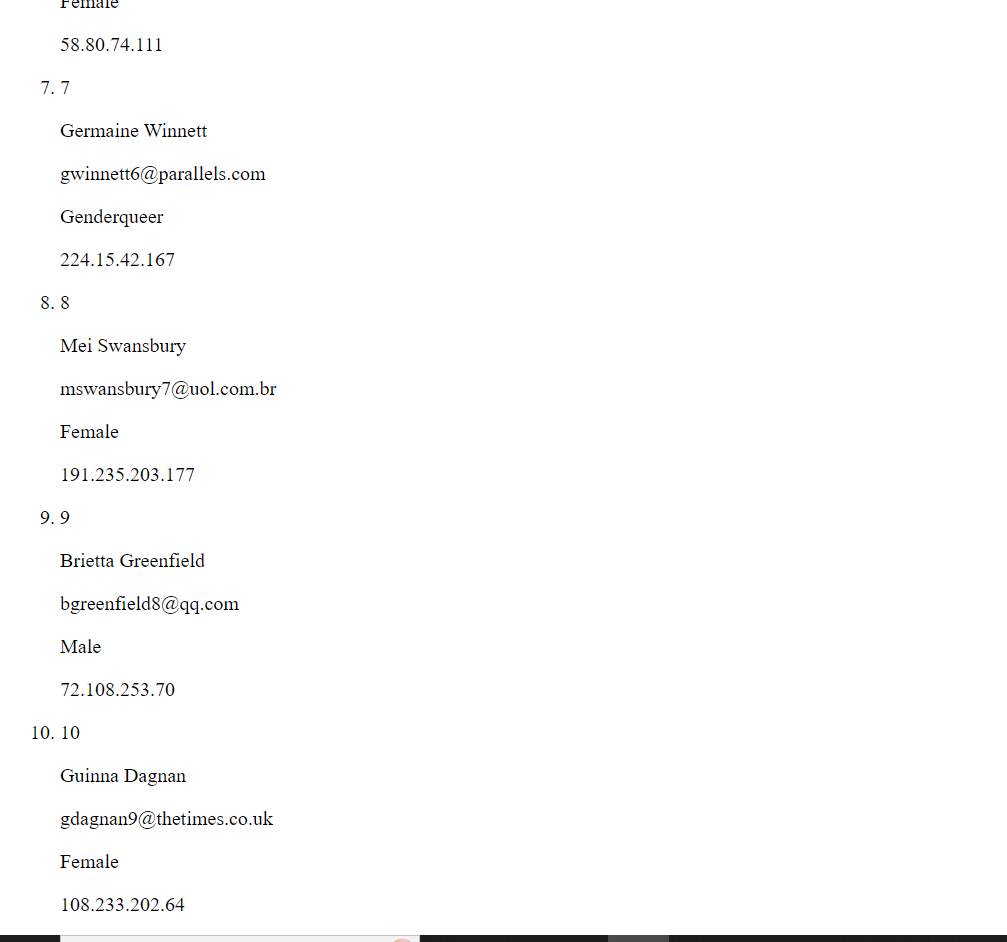 Female
58.80.74.111
7. 7
Germaine Winnett
gwinnett6@parallels.com
Genderqueer
224.15.42.167
8. 8
Mei Swansbury
mswansbury7@uol.com.br
Female
191.235.203.177
9. 9
Brietta Greenfield
bgreenfield8@qq.com
Male
72.108.253.70
10. 10
Guinna Dagnan
gdagnan9@thetimes.co.uk
Female
108.233.202.64